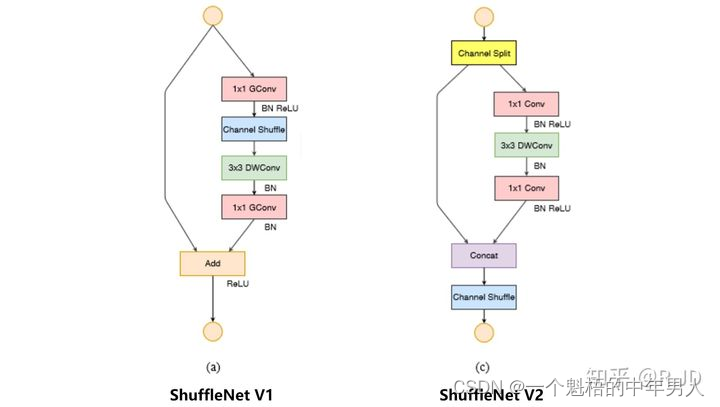 1x1 GConv
BN ReLU
Channel Shuffle
3x3 DWConv
BN
1x1 GConv
BN
Add
ReLU
(a)
ShuffleNet V1
Channel Split
1x1 Conv
BN ReLU
3x3 DWConv
BN
1x1 Conv
BN ReLU
Concat
Channel Shuffle
(c)
ShuffleNet V2
知乎 @R.JD
CSDN @一个魁梧的中年男人